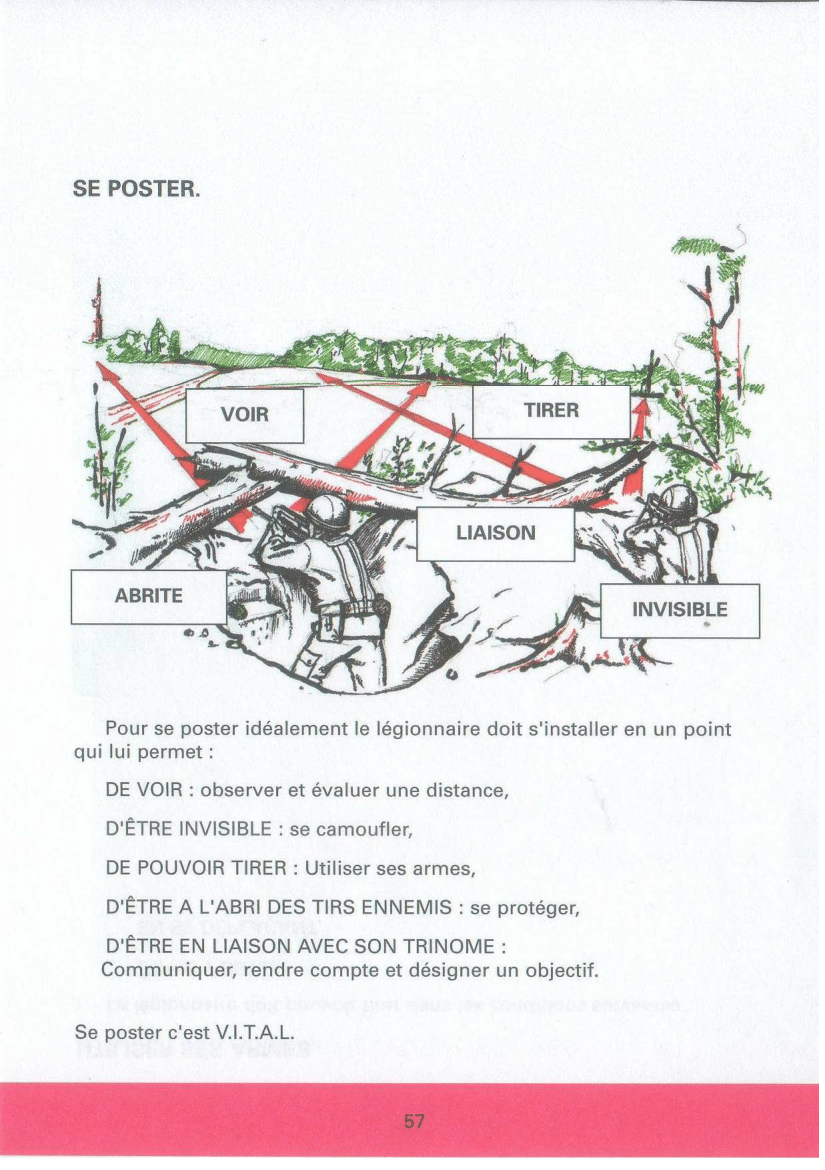 SE POSTER.
VOIR
TIRER
LIAISON
ABRITE
INVISIBLE
Pour se poster idéalement le légionnaire doit s'installer en un point
qui lui permet :
DE VOIR : observer et évaluer une distance,
D'ÊTRE INVISIBLE : se camoufler,
DE POUVOIR TIRER : Utiliser ses armes,
D'ÊTRE A L'ABRI DES TIRS ENNEMIS : se protéger,
D'ÊTRE EN LIAISON AVEC SON TRINOME :
Communiquer, rendre compte et désigner un objectif.
Se poster c'est V.I.T.A.L.
57